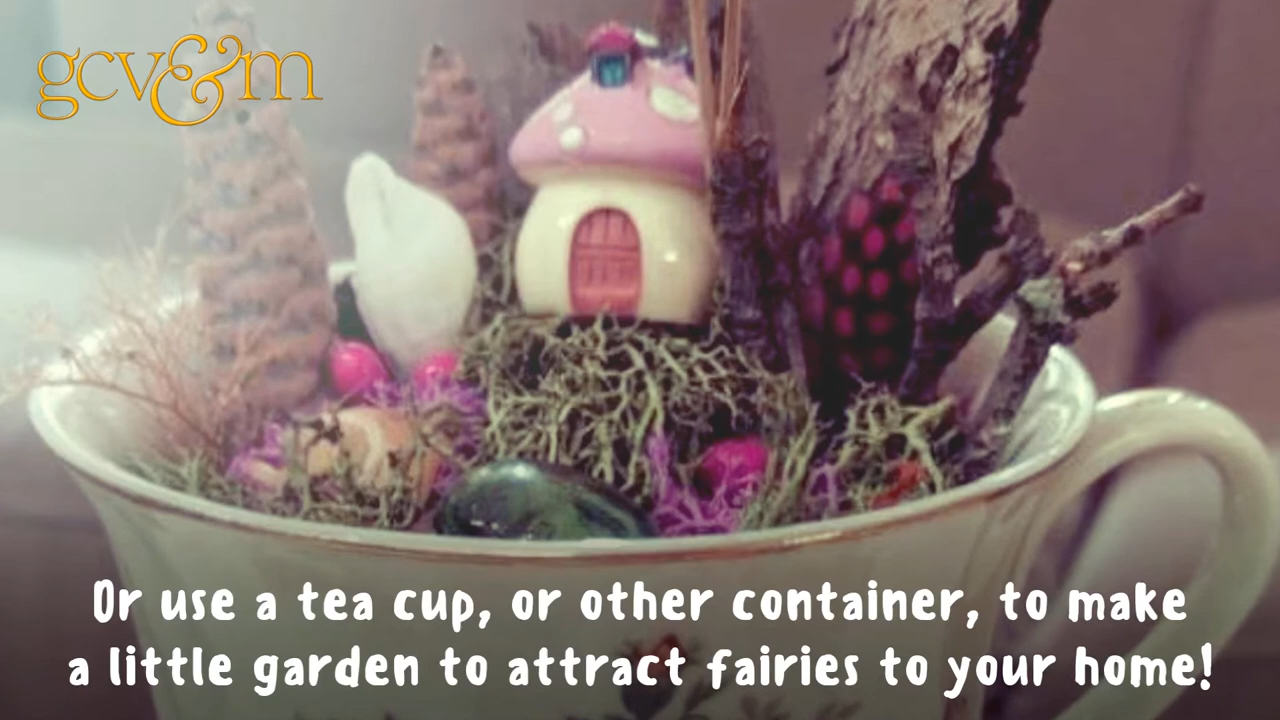 gcv&m
Or use a tea cup, or other container, to make
a little garden to attract fairies to your home!